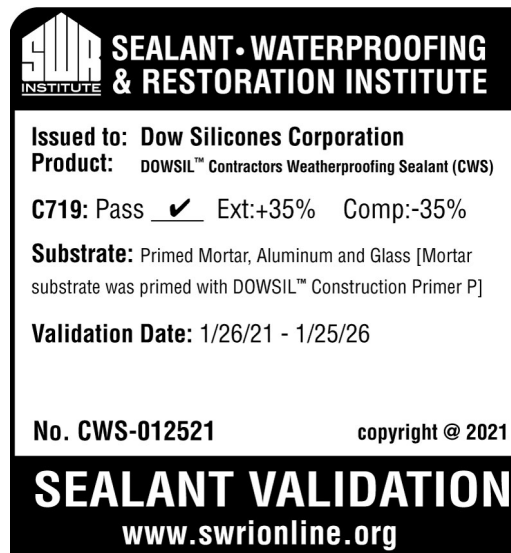 SWR
INSTITUTE
SEALANT • WATERPROOFING
& RESTORATION INSTITUTE
Issued to: Dow Silicones Corporation
Product: DOWSIL™ Contractors Weatherproofing Sealant (CWS)
C719: Pass ✔ Ext:+35% Comp:-35%
Substrate: Primed Mortar, Aluminum and Glass [Mortar
substrate was primed with DOWSIL™ Construction Primer P]
Validation Date: 1/26/21 - 1/25/26
No. CWS-012521 copyright @ 2021
SEALANT VALIDATION
www.swrionline.org